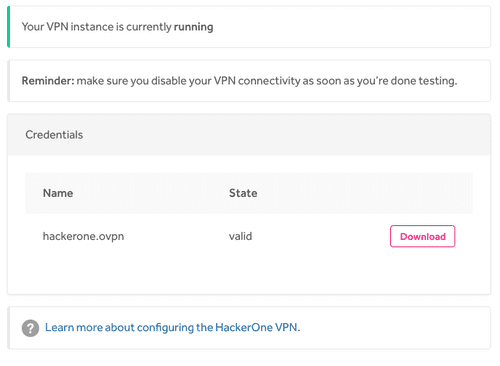 Your VPN instance is currently running
Reminder: make sure you disable your VPN connectivity as soon as you're done testing.
Credentials
Name State
hackerone.ovpn valid Download
? Learn more about configuring the HackerOne VPN.